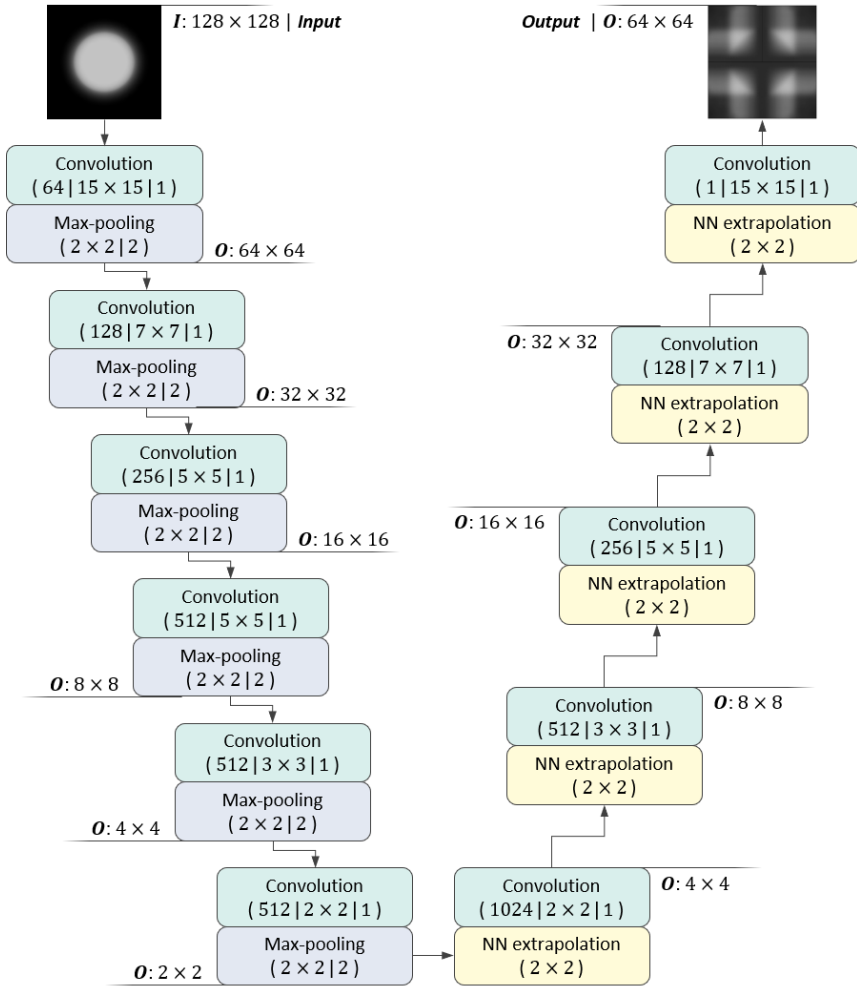 I: 128 × 128 | Input
Convolution
( 64 | 15 × 15 | 1 )
Max-pooling
( 2 × 2 | 2 )
O: 64 × 64
Convolution
( 128 | 7 × 7 | 1 )
Max-pooling
( 2 × 2 | 2 )
O: 32 × 32
Convolution
( 256 | 5 × 5 | 1 )
Max-pooling
( 2 × 2 | 2 )
O: 16 × 16
Convolution
( 512 | 5 × 5 | 1 )
Max-pooling
( 2 × 2 | 2 )
O: 8 × 8
Convolution
( 512 | 3 × 3 | 1 )
Max-pooling
( 2 × 2 | 2 )
O: 4 × 4
Convolution
( 512 | 2 × 2 | 1 )
Max-pooling
( 2 × 2 | 2 )
O: 2 × 2
Convolution
( 1024 | 2 × 2 | 1 )
NN extrapolation
( 2 × 2 )
O: 4 × 4
Convolution
( 512 | 3 × 3 | 1 )
NN extrapolation
( 2 × 2 )
O: 8 × 8
Convolution
( 256 | 5 × 5 | 1 )
NN extrapolation
( 2 × 2 )
O: 16 × 16
Convolution
( 128 | 7 × 7 | 1 )
NN extrapolation
( 2 × 2 )
O: 32 × 32
Convolution
( 1 | 15 × 15 | 1 )
NN extrapolation
( 2 × 2 )
Output | O: 64 × 64